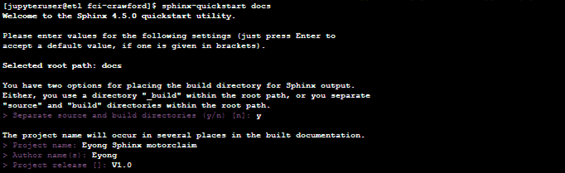 [jupyteruser@etl fci-crawford]$ sphinx-quickstart docs
Welcome to the Sphinx 4.5.0 quickstart utility.
Please enter values for the following settings (just press Enter to
accept a default value, if one is given in brackets).
Selected root path: docs
You have two options for placing the build directory for Sphinx output.
Either, you use a directory "_build" within the root path, or you separate
"source" and "build" directories within the root path.
> Separate source and build directories (y/n) [n]: y
The project name will occur in several places in the built documentation.
> Project name: Eyong Sphinx motorclaim
> Author name(s): Eyong
> Project release []: V1.0